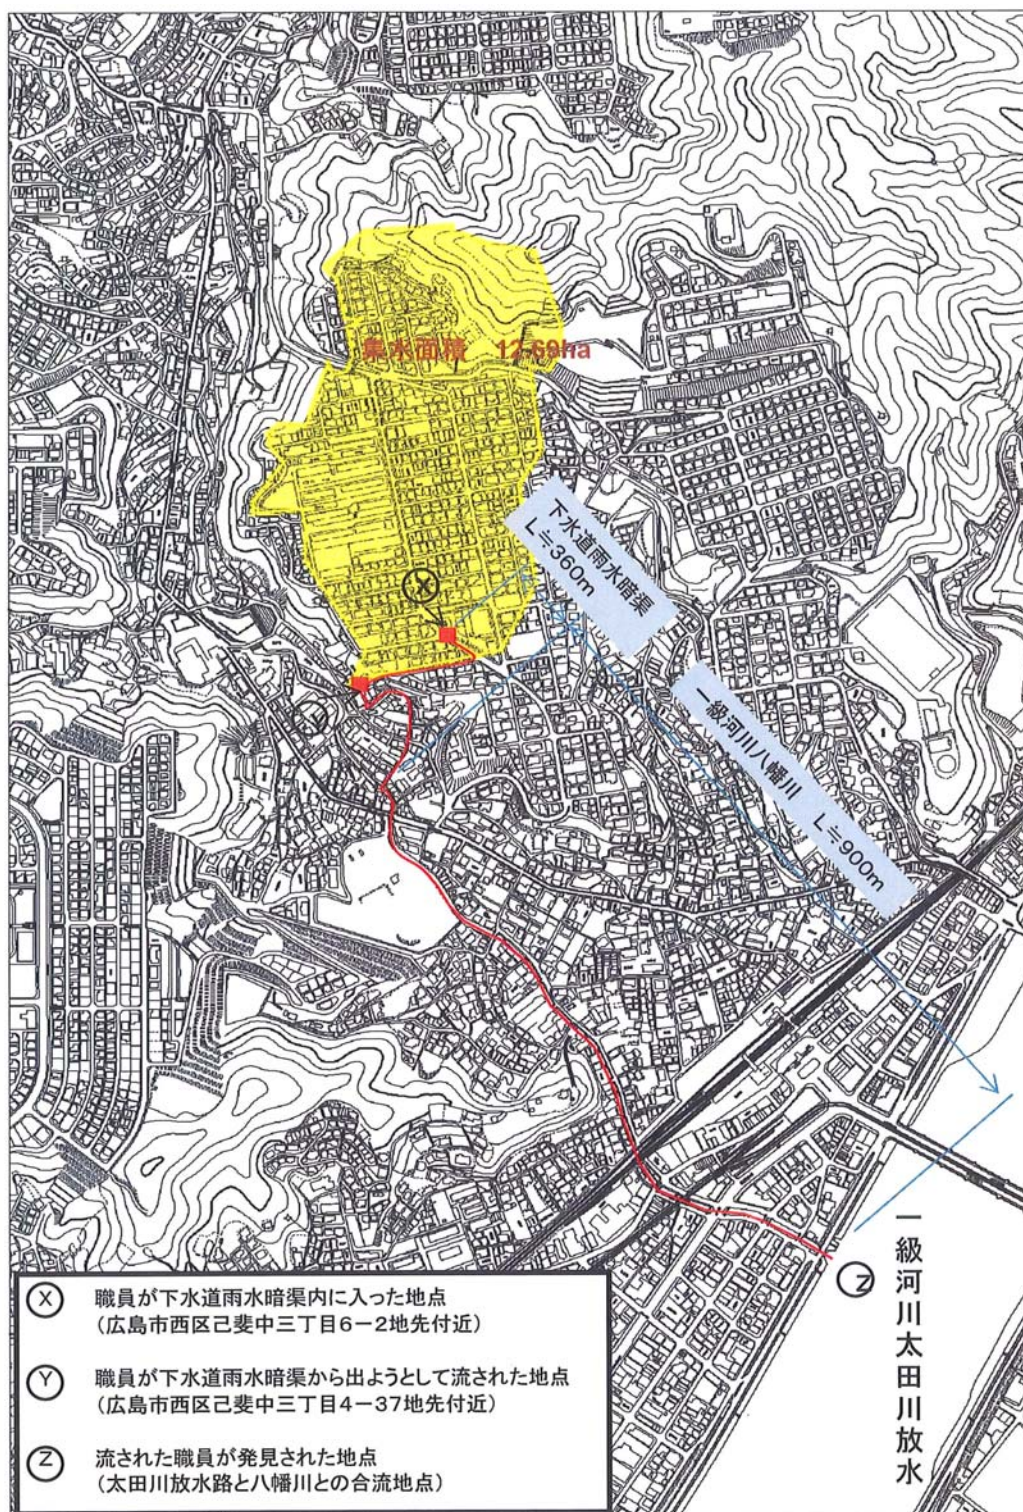 集水面積 12.69ha
X
下水道雨水暗渠
L≒360m
一級河川八幡川 L≒900m
Y
Z
一級河川太田川放水
X 職員が下水道雨水暗渠内に入った地点
(広島市西区己斐中三丁目6-2地先付近)
Y 職員が下水道雨水暗渠から出ようとして流された地点
(広島市西区己斐中三丁目4-37地先付近)
Z 流された職員が発見された地点
(太田川放水路と八幡川との合流地点)